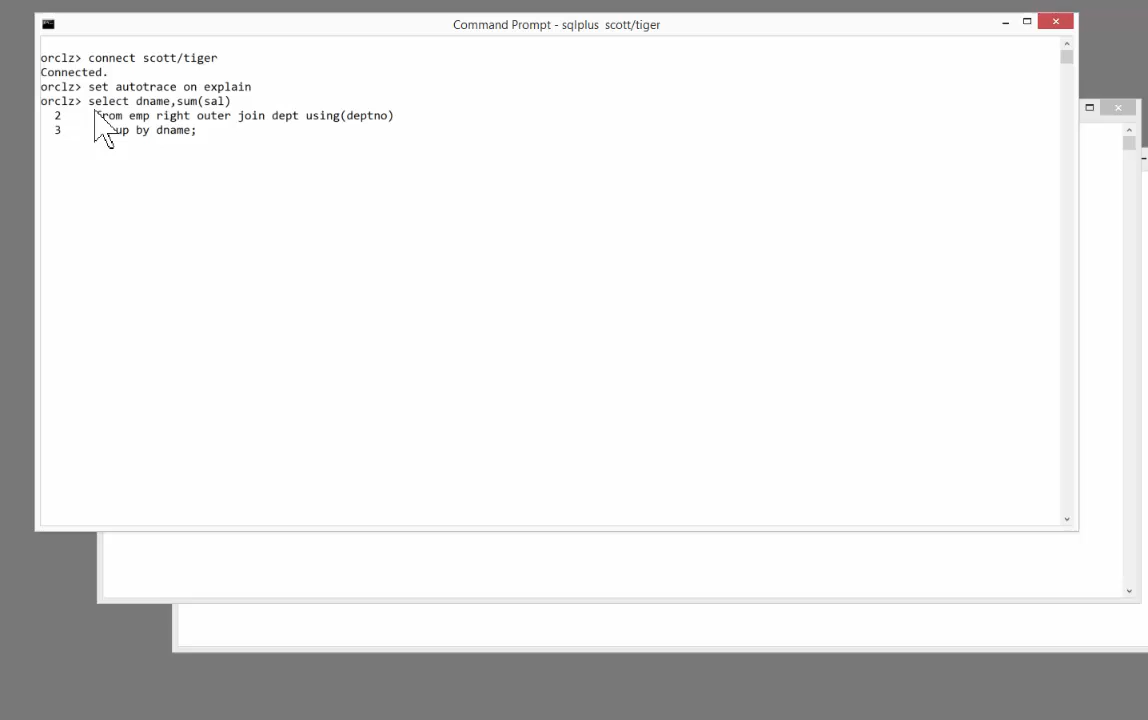 Command Prompt - sqlplus scott/tiger
orclz> connect scott/tiger
Connected.
orclz> set autotrace on explain
orclz> select dname,sum(sal)
2 from emp right outer join dept using(deptno)
3 up by dname;